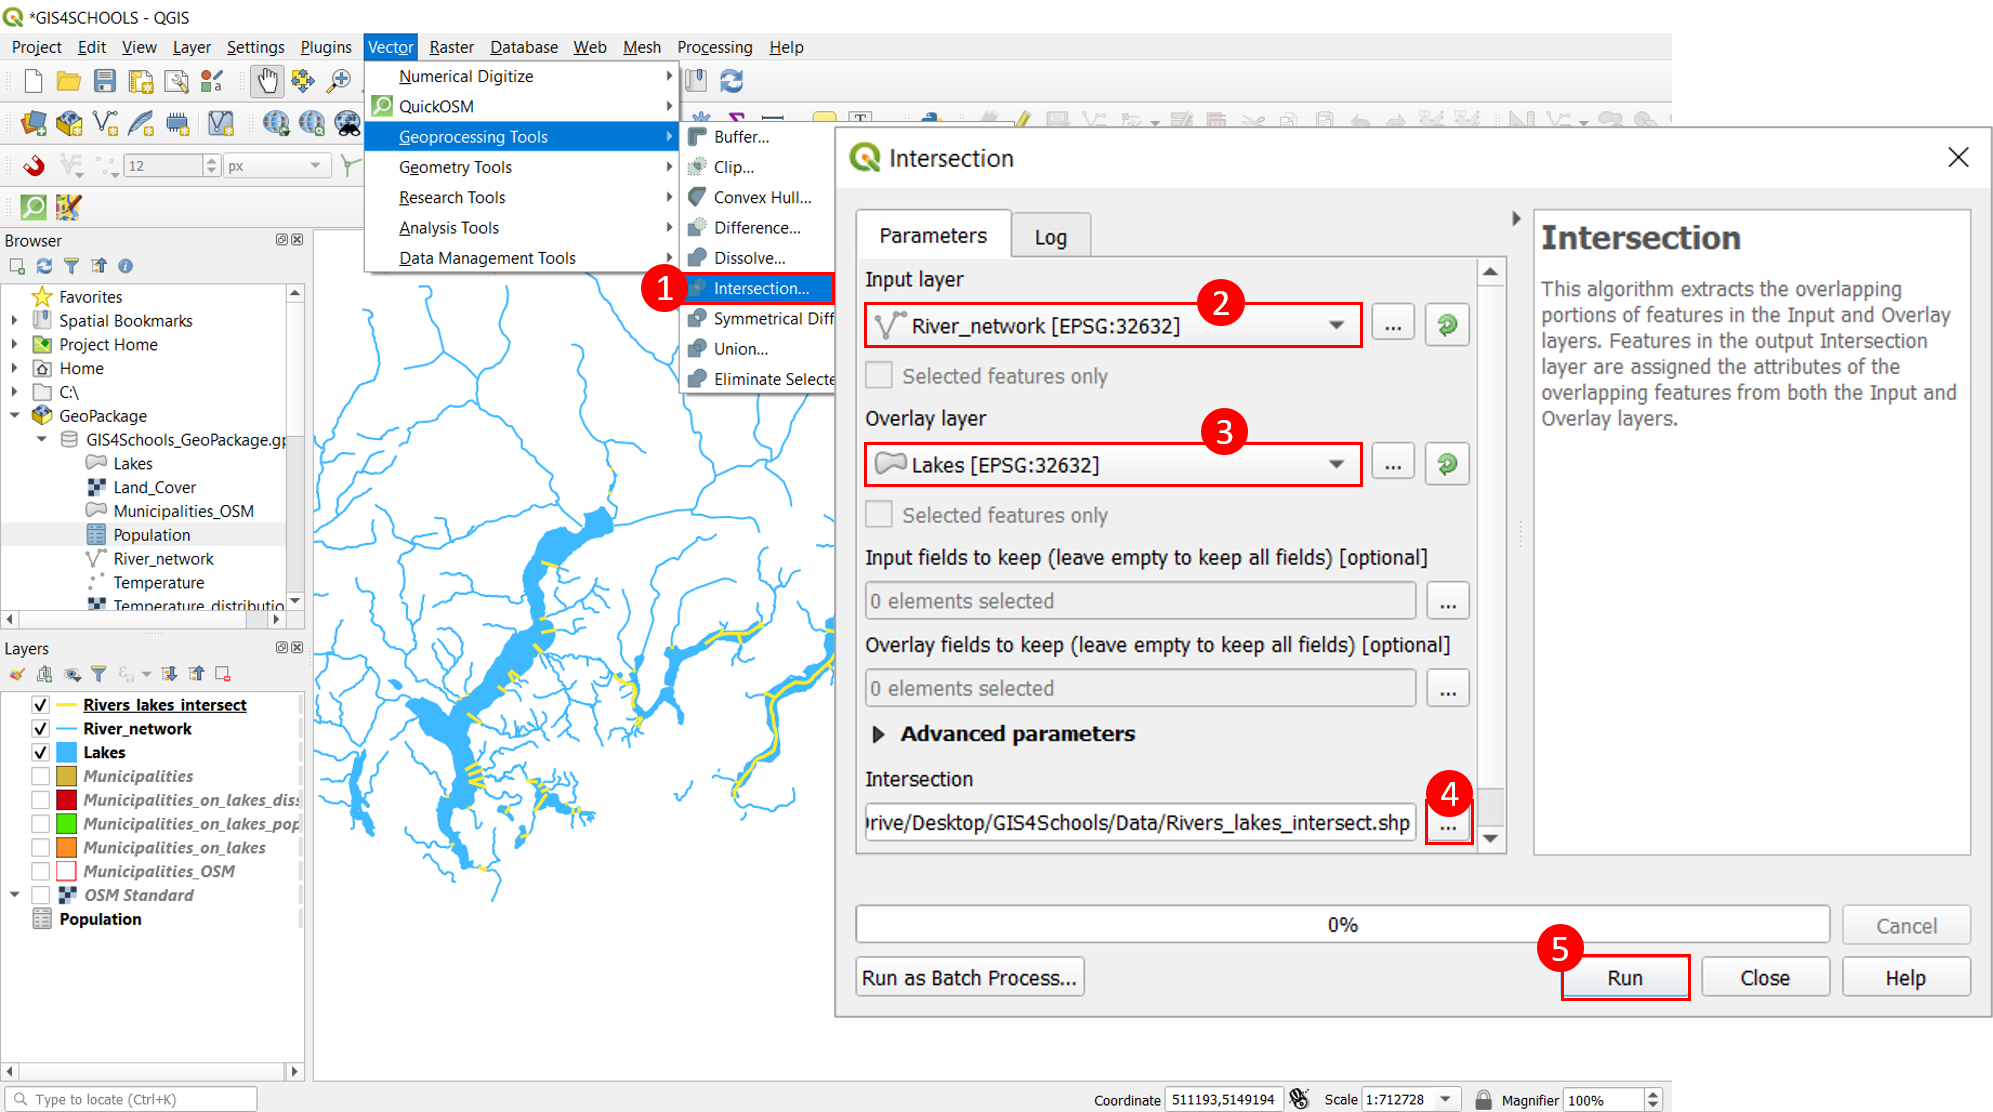 *GIS4SCHOOLS - QGIS
Project Edit View Layer Settings Plugins Vector Raster Database Web Mesh Processing Help
Numerical Digitize
QuickOSM
Geoprocessing Tools
Geometry Tools
Research Tools
Analysis Tools
Data Management Tools
Buffer...
Clip...
Convex Hull...
Difference...
Dissolve...
1
Intersection...
Symmetrical Diff
Union...
Eliminate Selecte
12
px
Browser
Favorites
Spatial Bookmarks
Project Home
Home
C:\
GeoPackage
GIS4Schools_GeoPackage.gp
Lakes
Land_Cover
Municipalities_OSM
Population
River_network
Temperature
Temperature_distributio
Layers
Rivers_lakes_intersect
River_network
Lakes
Municipalities
Municipalities_on_lakes_diss
Municipalities_on_lakes_pop
Municipalities_on_lakes
Municipalities_OSM
OSM Standard
Population
Intersection
Parameters
Log
Input layer
2
River_network [EPSG:32632]
...
Selected features only
Overlay layer
3
Lakes [EPSG:32632]
...
Selected features only
Input fields to keep (leave empty to keep all fields) [optional]
0 elements selected
...
Overlay fields to keep (leave empty to keep all fields) [optional]
0 elements selected
...
Advanced parameters
Intersection
4
rive/Desktop/GIS4Schools/Data/Rivers_lakes_intersect.shp
...
Intersection
This algorithm extracts the overlapping
portions of features in the Input and Overlay
layers. Features in the output Intersection
layer are assigned the attributes of the
overlapping features from both the Input and
Overlay layers.
0%
Cancel
5
Run as Batch Process...
Run
Close
Help
Type to locate (Ctrl+K)
Coordinate 511193,5149194
Scale 1:712728
Magnifier 100%